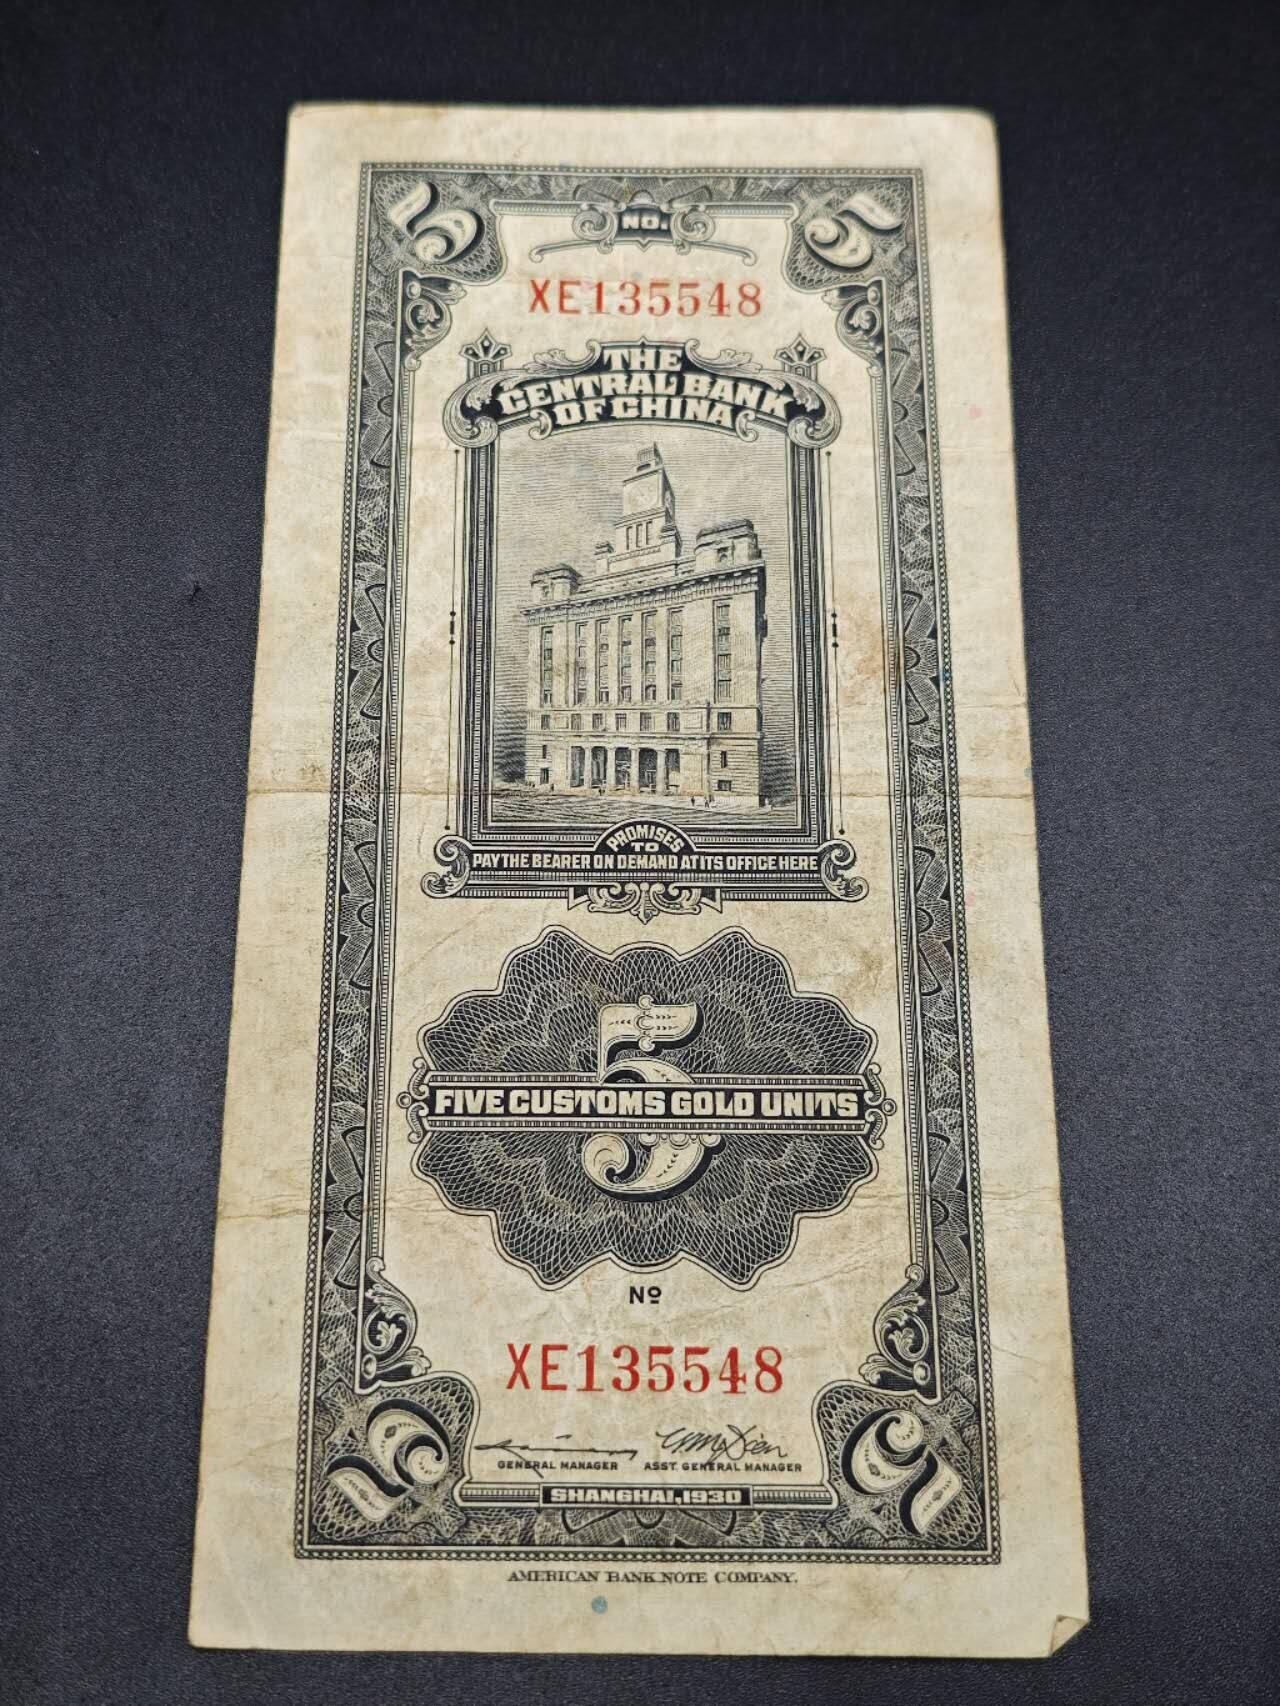 5 5
NO.
XE135548
THE
CENTRAL BANK
OF CHINA
PROMISES
TO
PAY THE BEARER ON DEMAND AT ITS OFFICE HERE
5
FIVE CUSTOMS GOLD UNITS
Nº
XE135548
GENERAL MANAGER ASST. GENERAL MANAGER
5 5
SHANGHAI, 1930
AMERICAN BANK NOTE COMPANY.